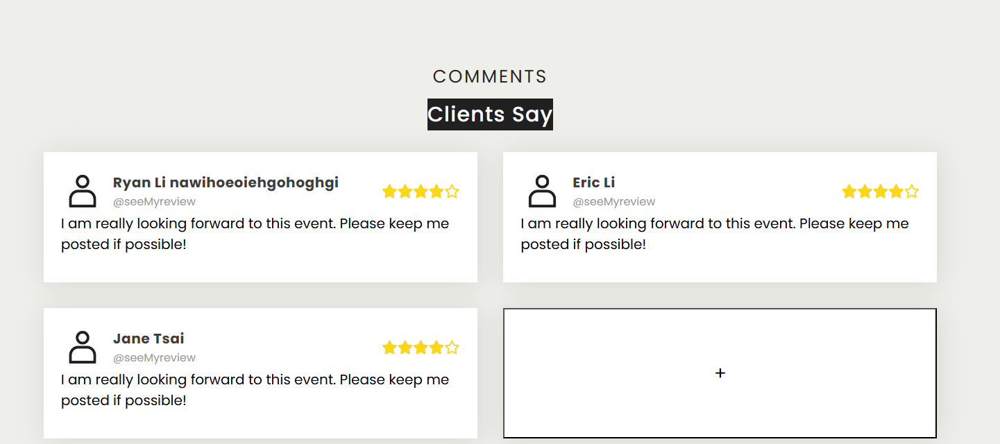 COMMENTS
Clients Say
Ryan Li nawihoeoiehgohoghgi
@seeMyreview
I am really looking forward to this event. Please keep me
posted if possible!
Eric Li
@seeMyreview
I am really looking forward to this event. Please keep me
posted if possible!
Jane Tsai
@seeMyreview
I am really looking forward to this event. Please keep me
posted if possible!
+